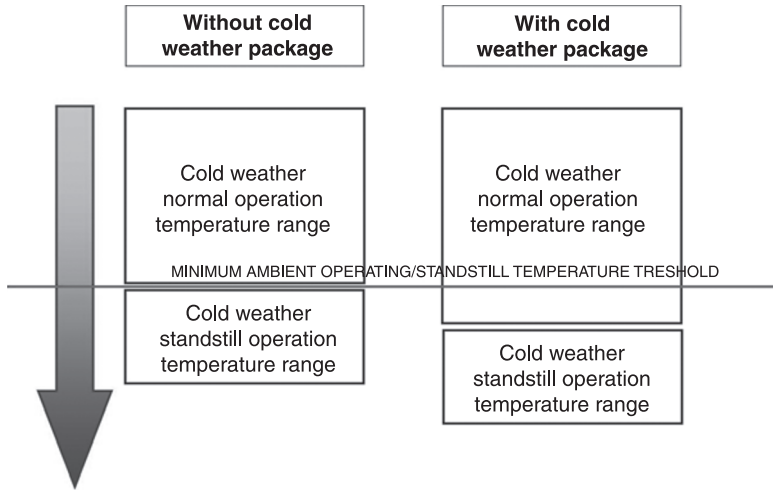 Without cold
weather package
With cold
weather package
Cold weather
normal operation
temperature range
Cold weather
normal operation
temperature range
MINIMUM AMBIENT OPERATING/STANDSTILL TEMPERATURE TRESHOLD
Cold weather
standstill operation
temperature range
Cold weather
standstill operation
temperature range